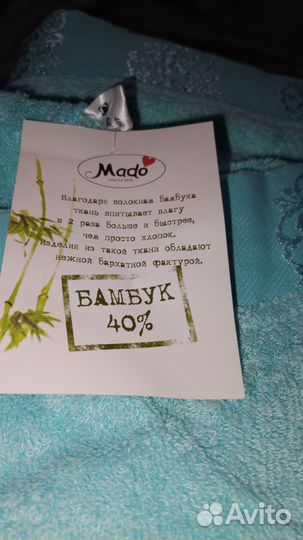 Mado
COLLECTION
Благодаря волокнам бамбука
ткань впитывает влагу
в 2 раза больше и быстрее,
чем просто хлопок.
Изделия из такой ткани обладают
нежной бархатной фактурой.
БАМБУК
40%
Avito